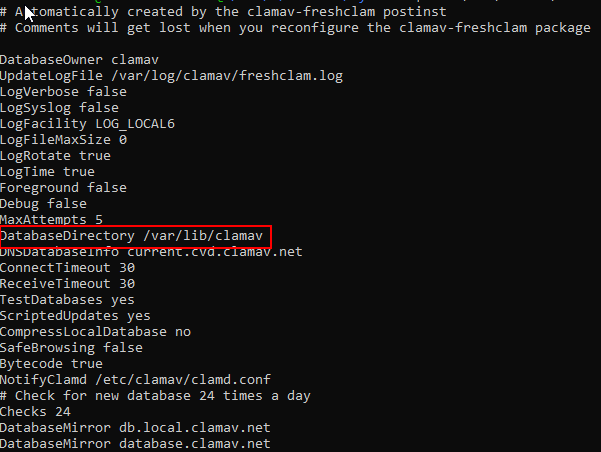 # Automatically created by the clamav-freshclam postinst
# Comments will get lost when you reconfigure the clamav-freshclam package
DatabaseOwner clamav
UpdateLogFile /var/log/clamav/freshclam.log
LogVerbose false
LogSyslog false
LogFacility LOG_LOCAL6
LogFileMaxSize 0
LogRotate true
LogTime true
Foreground false
Debug false
MaxAttempts 5
DatabaseDirectory /var/lib/clamav
DNSDatabaseInfo current.cvd.clamav.net
ConnectTimeout 30
ReceiveTimeout 30
TestDatabases yes
ScriptedUpdates yes
CompressLocalDatabase no
SafeBrowsing false
Bytecode true
NotifyClamd /etc/clamav/clamd.conf
# Check for new database 24 times a day
Checks 24
DatabaseMirror db.local.clamav.net
DatabaseMirror database.clamav.net